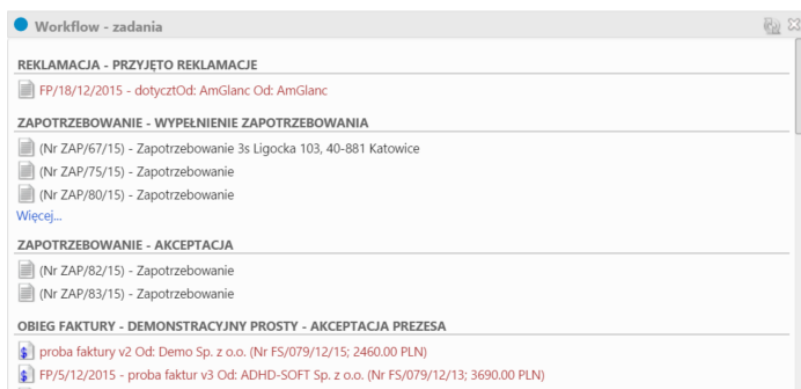 Workflow - zadania
REKLAMACJA - PRZYJĘTO REKLAMACJE
FP/18/12/2015 - dotycztOd: AmGlanc Od: AmGlanc
ZAPOTRZEBOWANIE - WYPEŁNIENIE ZAPOTRZEBOWANIA
(Nr ZAP/67/15) - Zapotrzebowanie 3s Ligocka 103, 40-881 Katowice
(Nr ZAP/75/15) - Zapotrzebowanie
(Nr ZAP/80/15) - Zapotrzebowanie
Więcej...
ZAPOTRZEBOWANIE - AKCEPTACJA
(Nr ZAP/82/15) - Zapotrzebowanie
(Nr ZAP/83/15) - Zapotrzebowanie
OBIEG FAKTURY - DEMONSTRACYJNY PROSTY - AKCEPTACJA PREZESA
proba faktury v2 Od: Demo Sp. z o.o. (Nr FS/079/12/15; 2460.00 PLN)
FP/5/12/2015 - proba faktur v3 Od: ADHD-SOFT Sp. z o.o. (Nr FS/079/12/13; 3690.00 PLN)